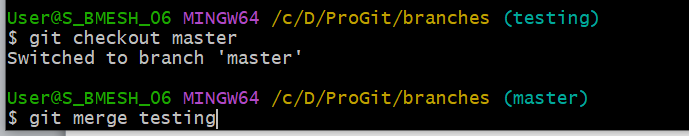 User@S_BMESH_06 MINGW64 /c/D/ProGit/branches (testing)
$ git checkout master
Switched to branch 'master'
User@S_BMESH_06 MINGW64 /c/D/ProGit/branches (master)
$ git merge testing